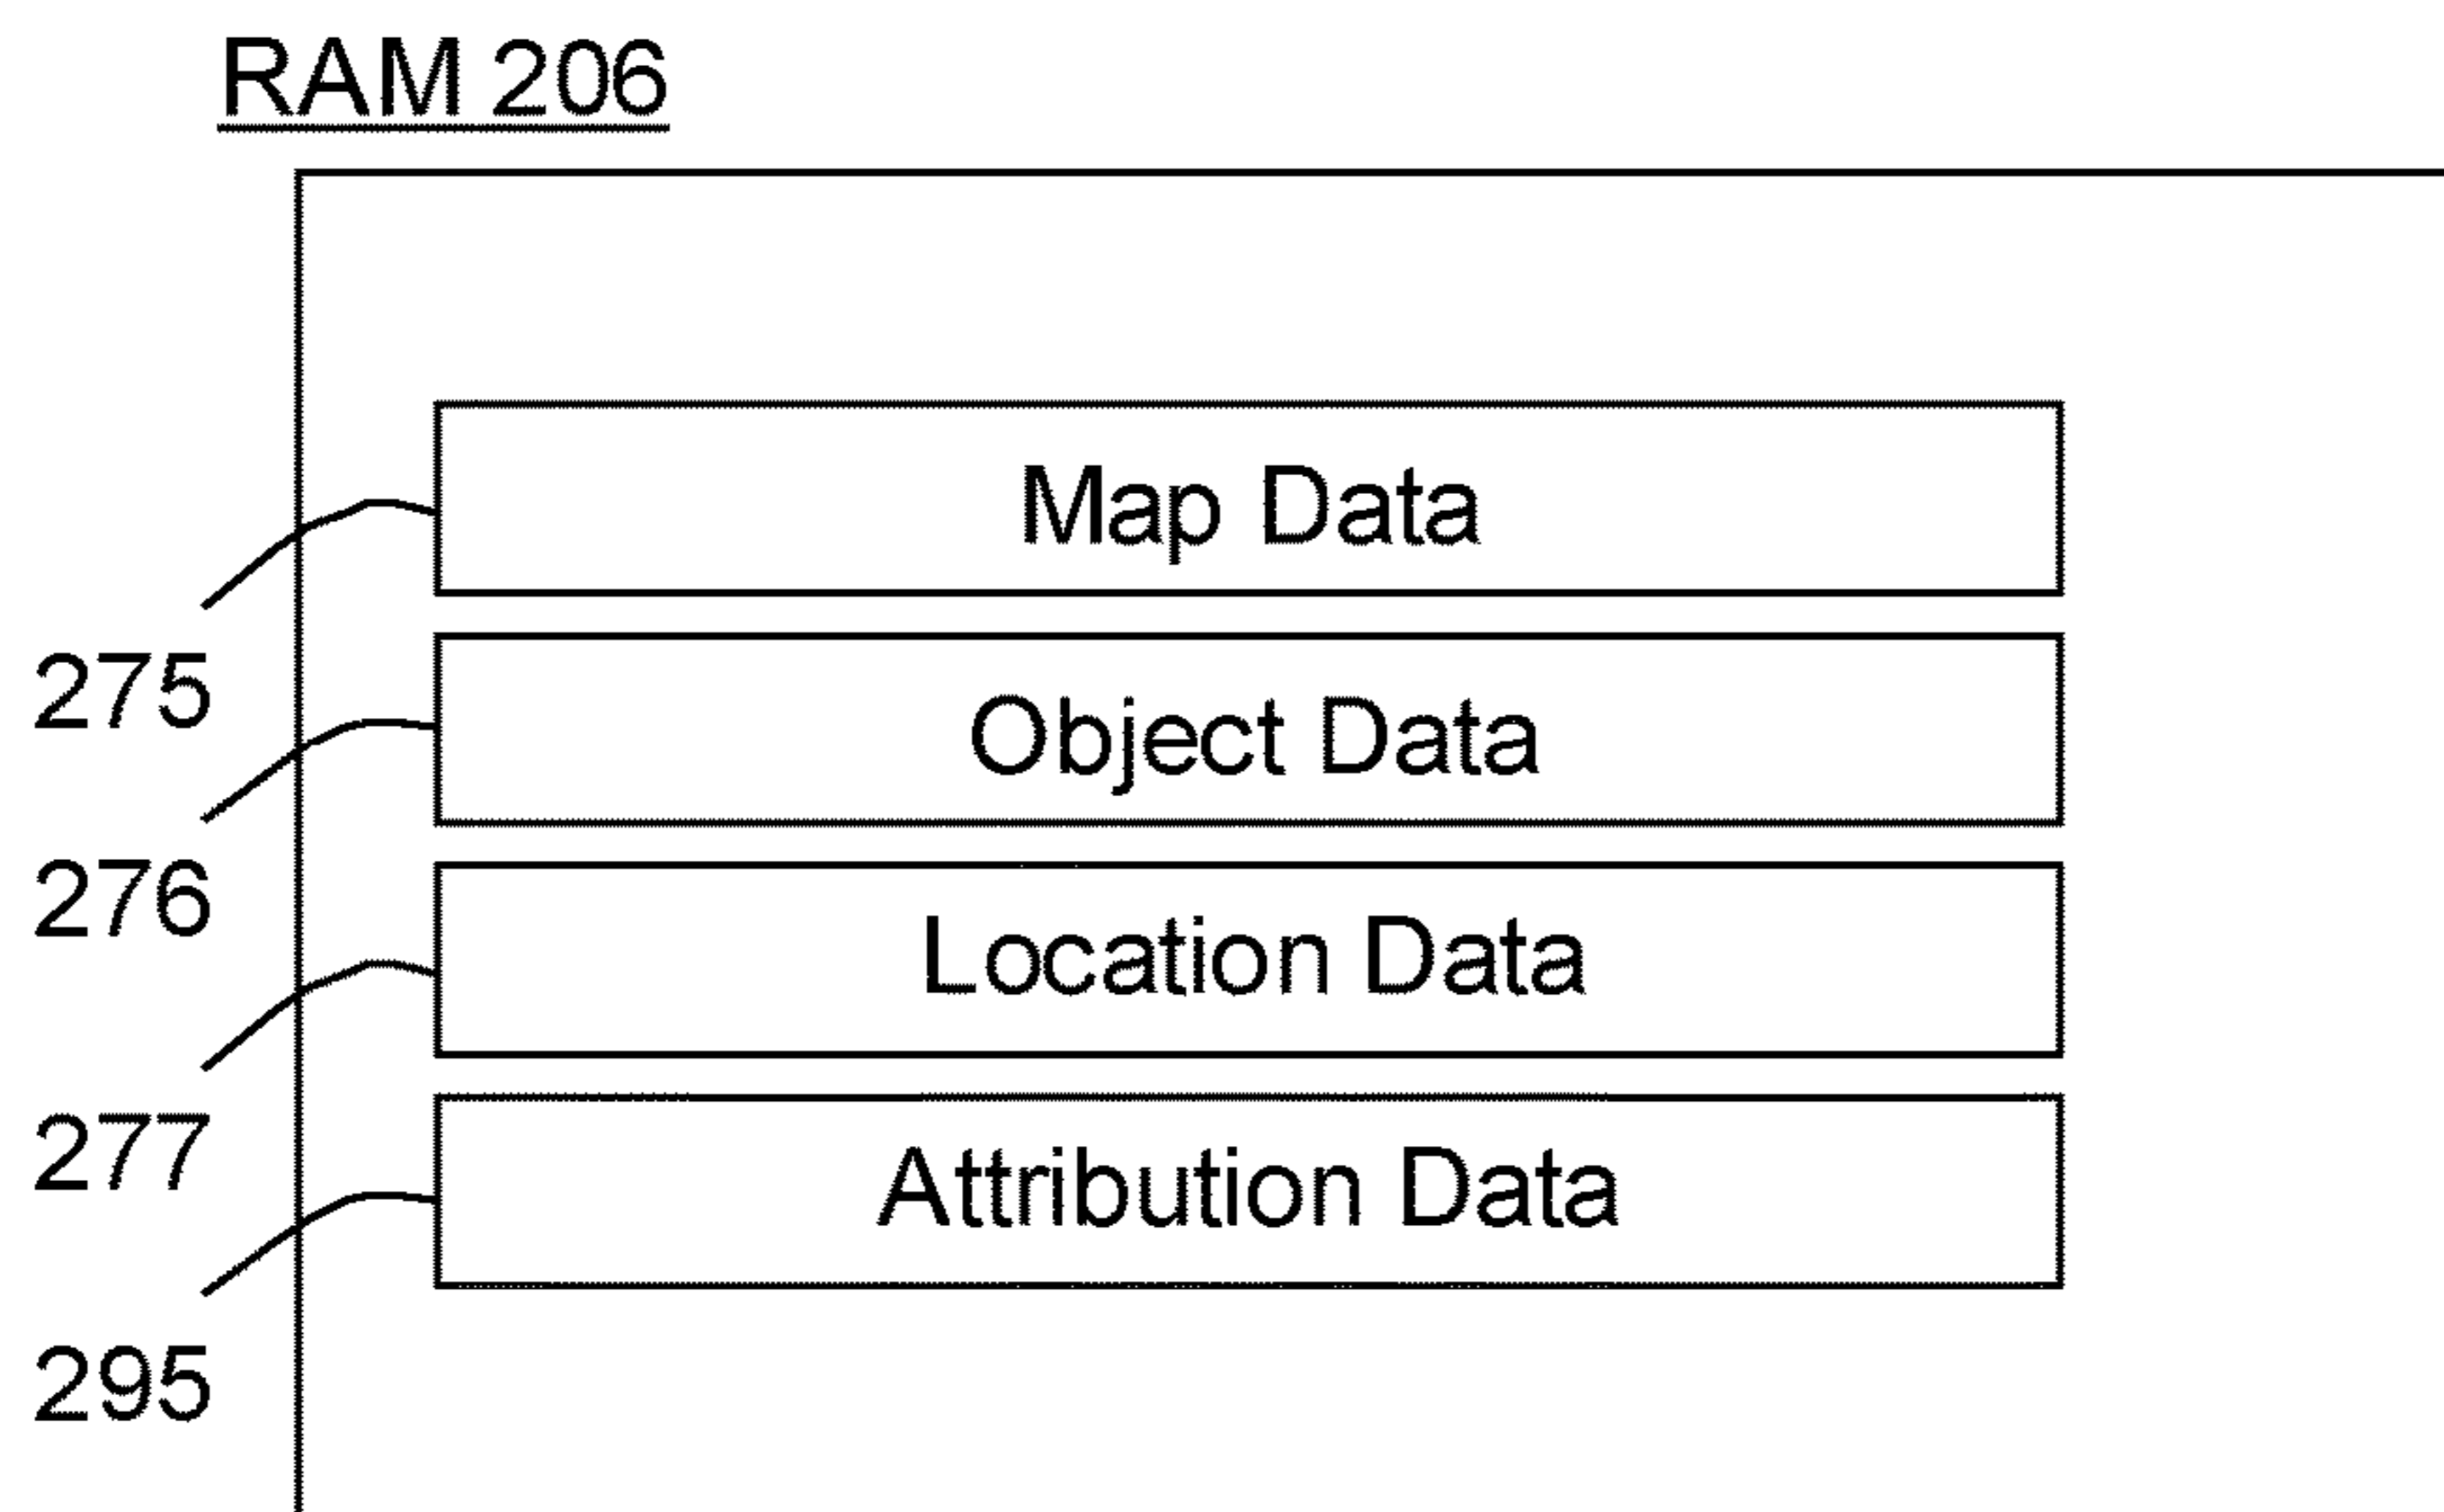 RAM 206
Map Data
275
Object Data
276
Location Data
277
Attribution Data
295